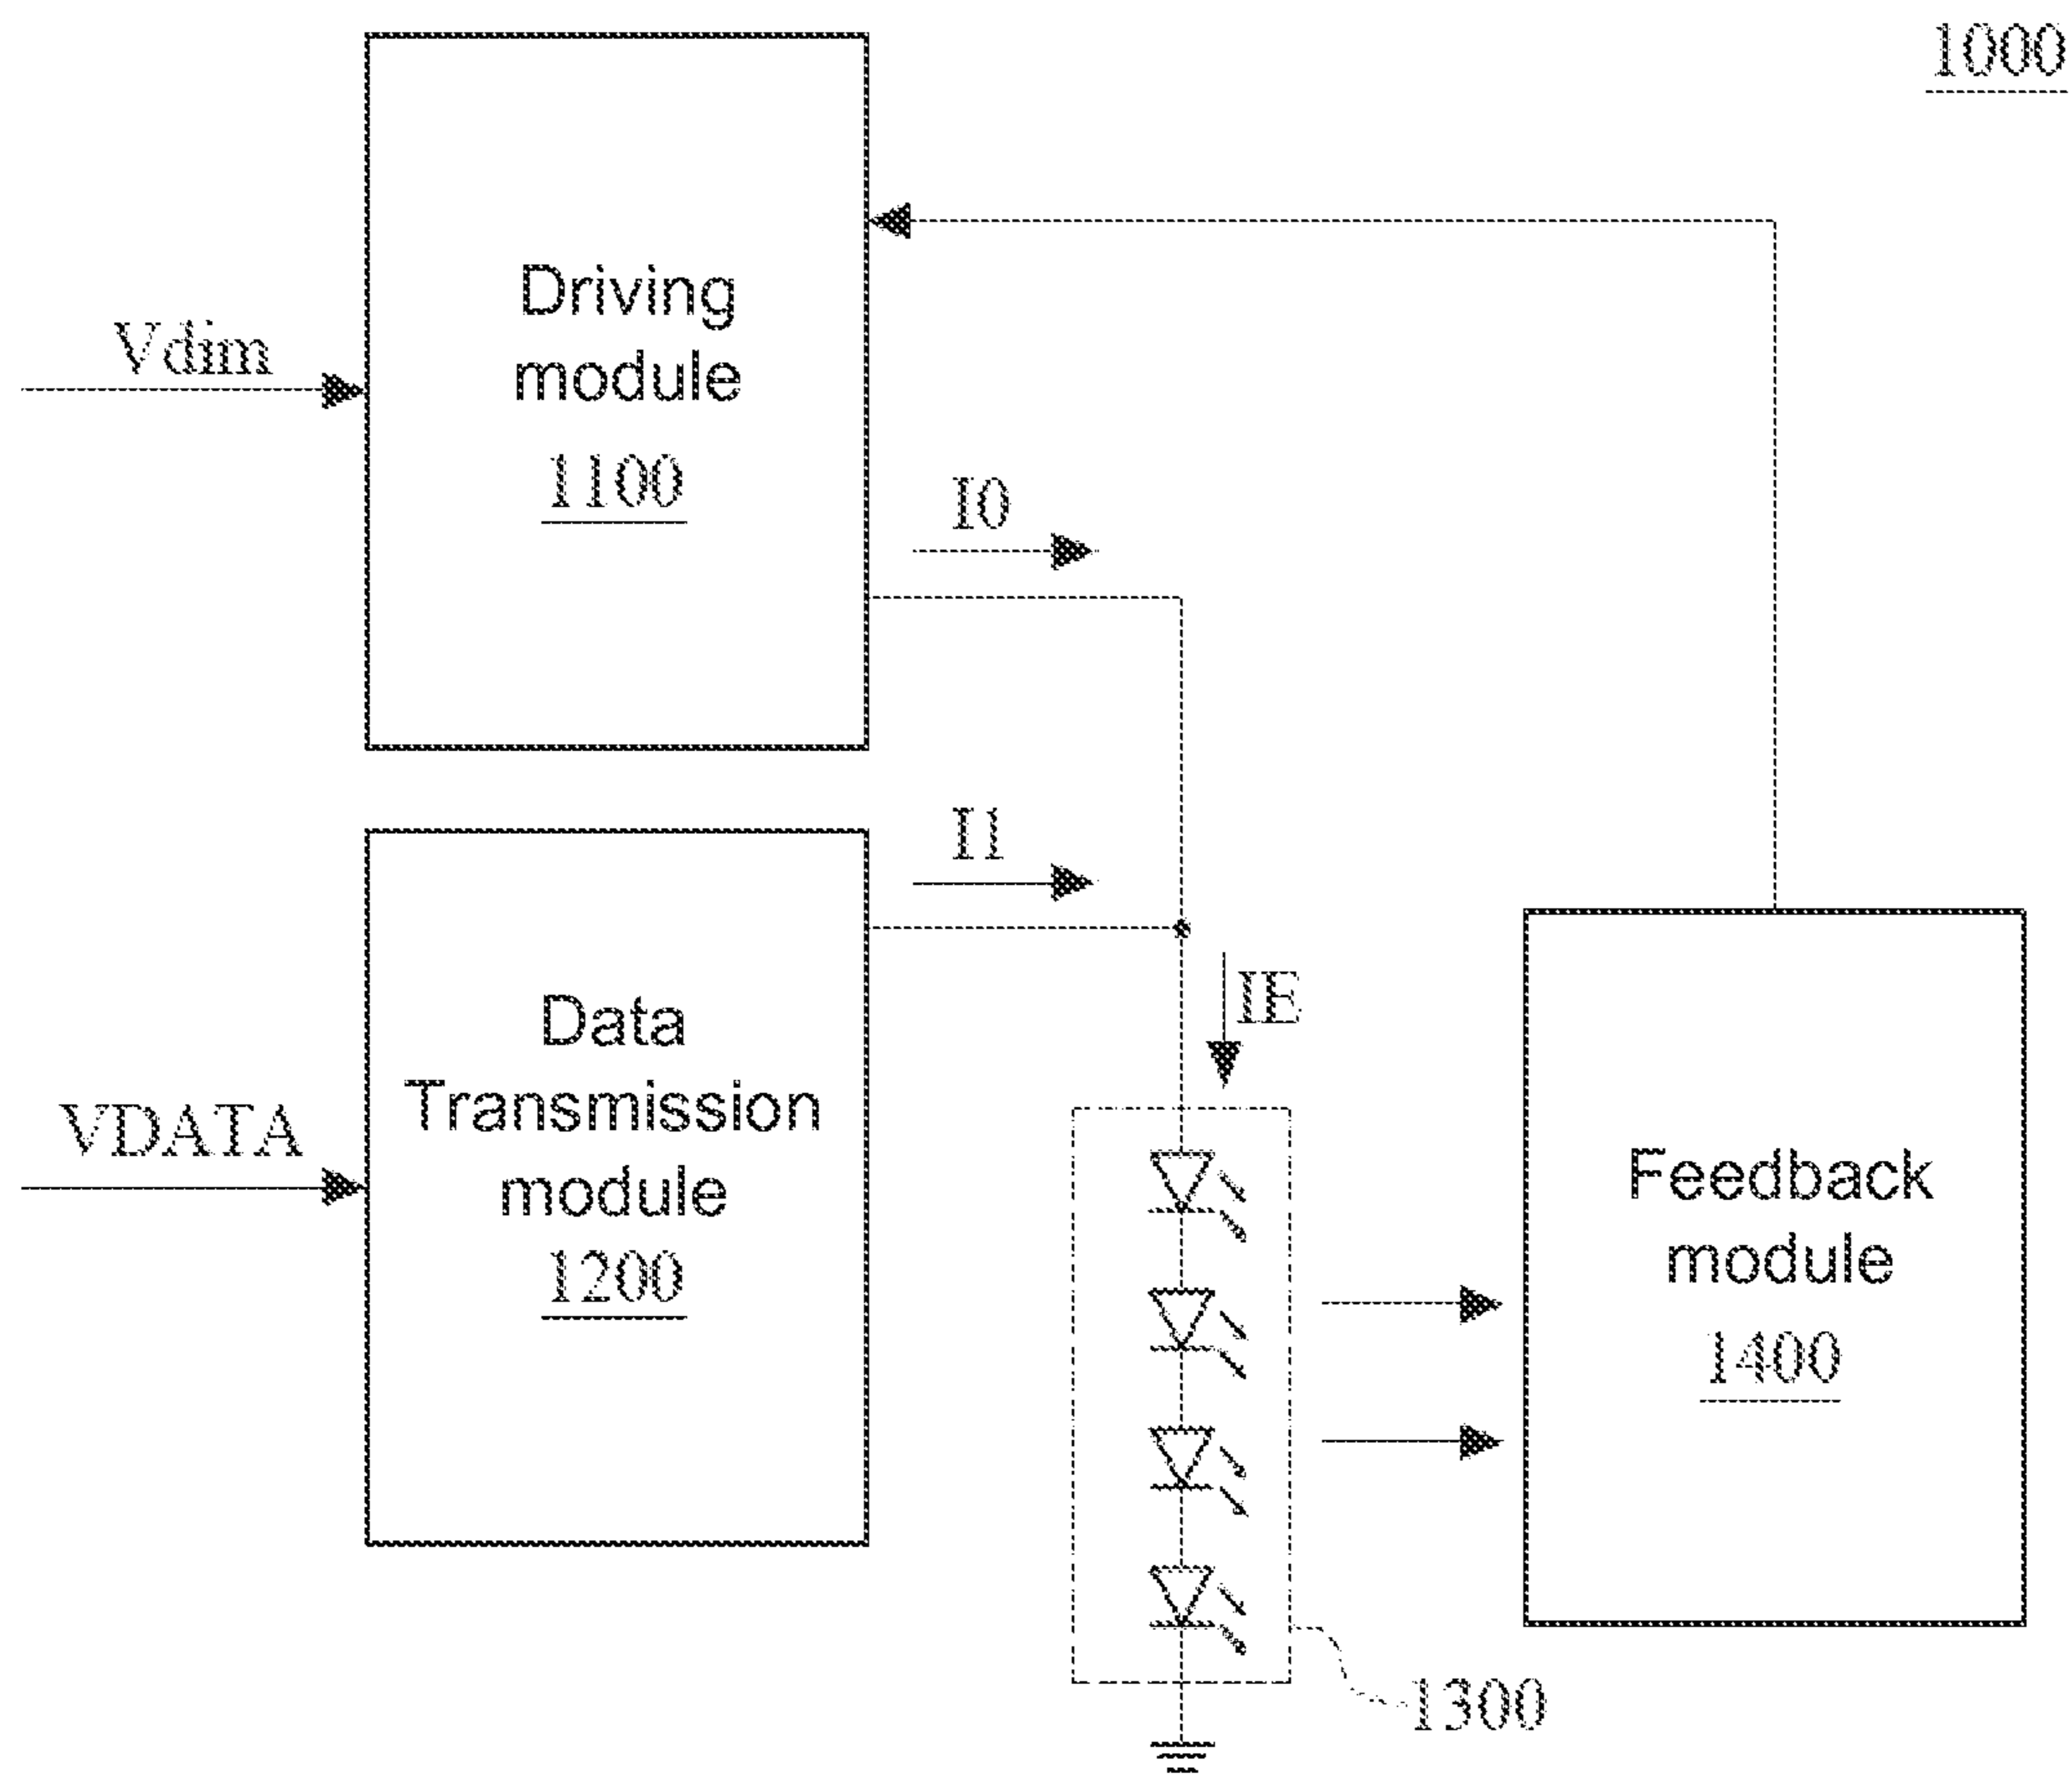 1000
Driving
module
1100
Vdim
I0
I1
IE
Data
Transmission
module
1200
VDATA
Feedback
module
1400
1300